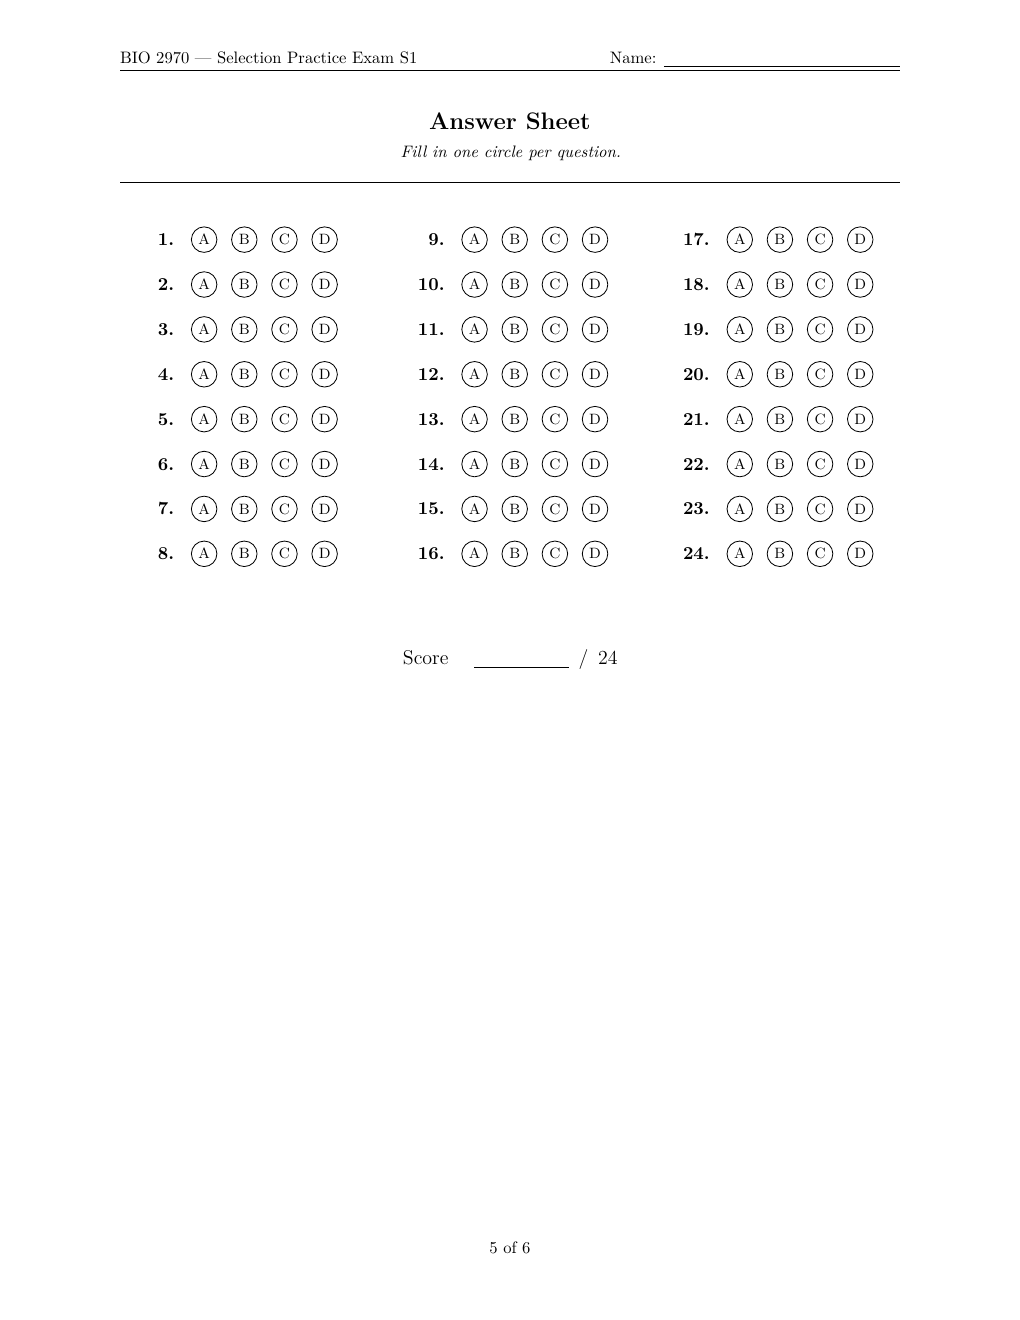 BIO 2970 — Selection Practice Exam S1 Name:
Answer Sheet
Fill in one circle per question.
1. A B C D 9. A B C D 17. A B C D
2. A B C D 10. A B C D 18. A B C D
3. A B C D 11. A B C D 19. A B C D
4. A B C D 12. A B C D 20. A B C D
5. A B C D 13. A B C D 21. A B C D
6. A B C D 14. A B C D 22. A B C D
7. A B C D 15. A B C D 23. A B C D
8. A B C D 16. A B C D 24. A B C D
Score / 24
5 of 6